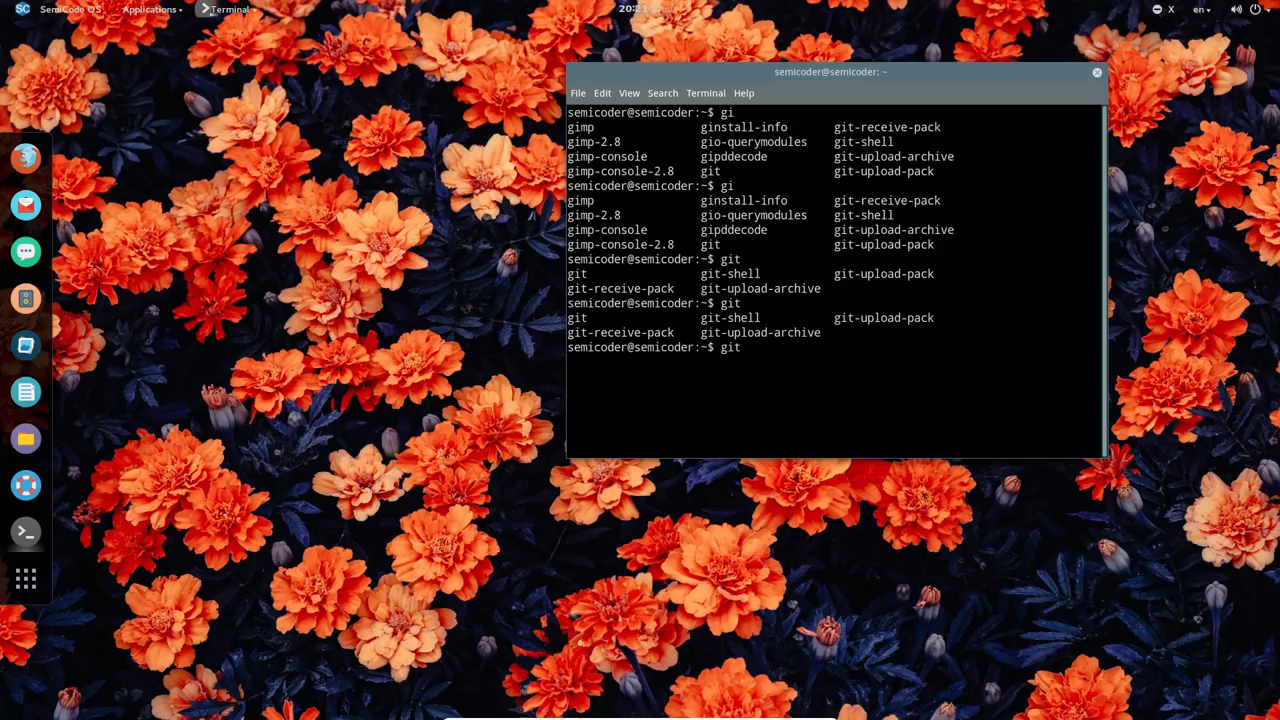 SC SemiCode OS Applications Terminal 20:21 X en
semicoder@semicoder: ~
File Edit View Search Terminal Help
semicoder@semicoder:~$ gi
gimp ginstall-info git-receive-pack
gimp-2.8 gio-querymodules git-shell
gimp-console gipddecode git-upload-archive
gimp-console-2.8 git git-upload-pack
semicoder@semicoder:~$ gi
gimp ginstall-info git-receive-pack
gimp-2.8 gio-querymodules git-shell
gimp-console gipddecode git-upload-archive
gimp-console-2.8 git git-upload-pack
semicoder@semicoder:~$ git
git git-shell git-upload-pack
git-receive-pack git-upload-archive
semicoder@semicoder:~$ git
git git-shell git-upload-pack
git-receive-pack git-upload-archive
semicoder@semicoder:~$ git